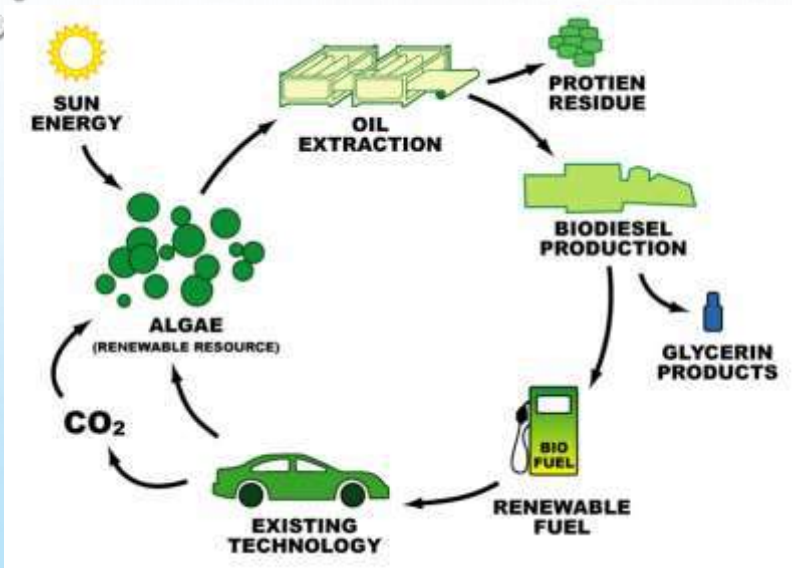 SUN
ENERGY
OIL
EXTRACTION
PROTIEN
RESIDUE
BIODIESEL
PRODUCTION
GLYCERIN
PRODUCTS
BIO
FUEL
RENEWABLE
FUEL
EXISTING
TECHNOLOGY
CO₂
ALGAE
(RENEWABLE RESOURCE)